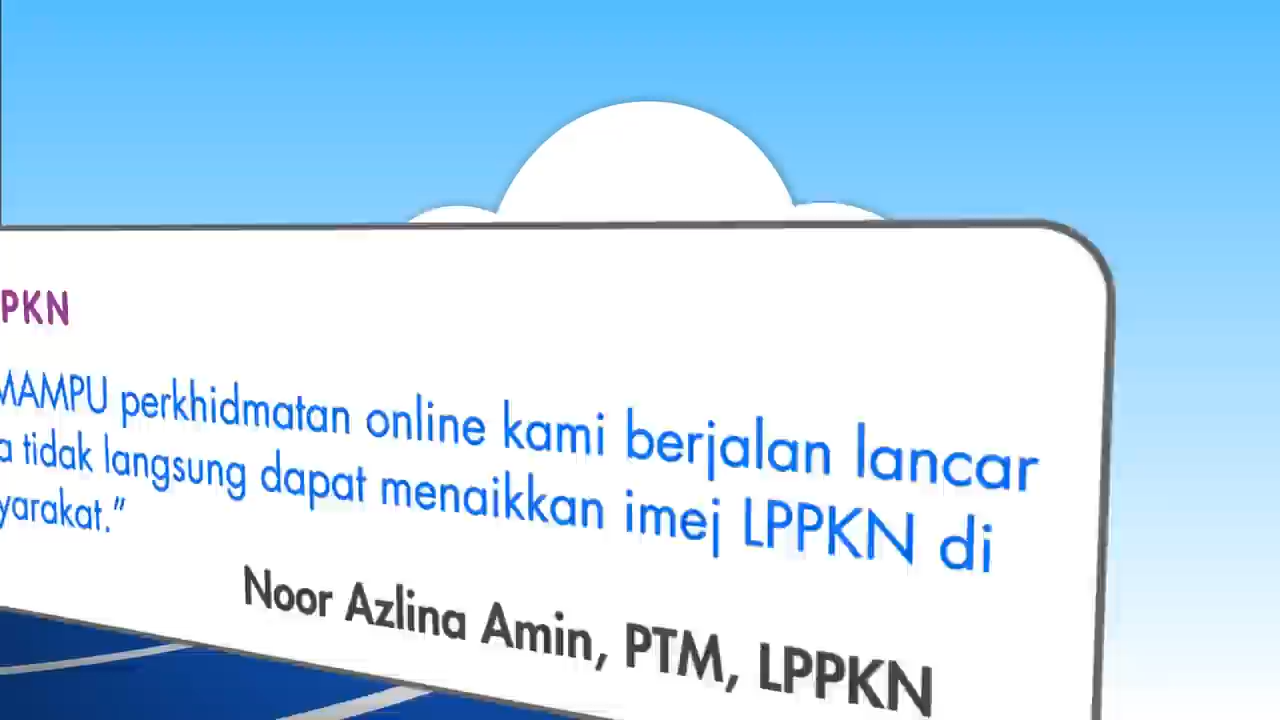 PKN
MAMPU perkhidmatan online kami berjalan lancar
a tidak langsung dapat menaikkan imej LPPKN di
yarakat.”
Noor Azlina Amin, PTM, LPPKN